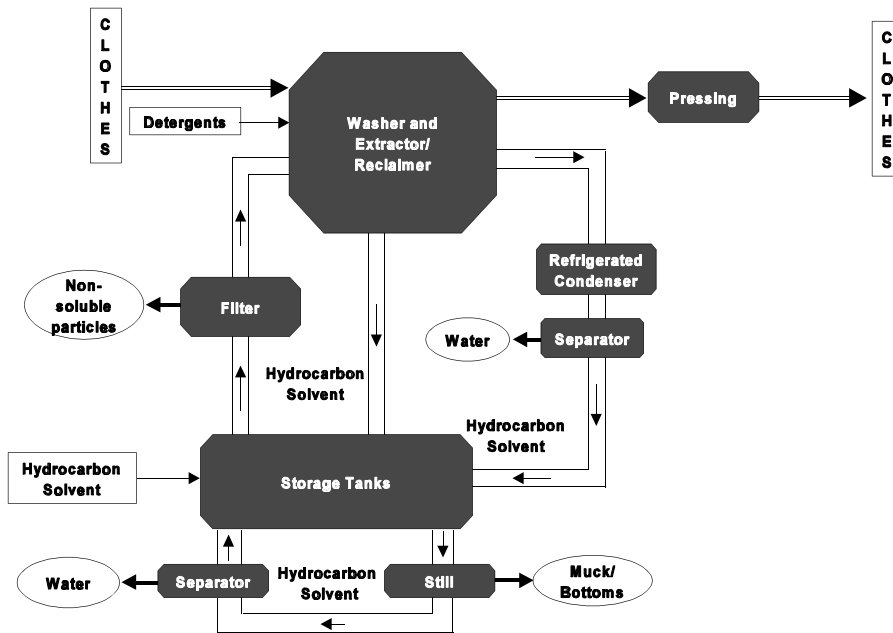 C
L
O
T
H
E
S
Detergents
Washer and
Extractor/
Reclaimer
Pressing
C
L
O
T
H
E
S
Refrigerated
Condenser
Non-
soluble
particles
Filter
Water
Separator
Hydrocarbon
Solvent
Hydrocarbon
Solvent
Hydrocarbon
Solvent
Storage Tanks
Water
Separator
Hydrocarbon
Solvent
Still
Muck/
Bottoms